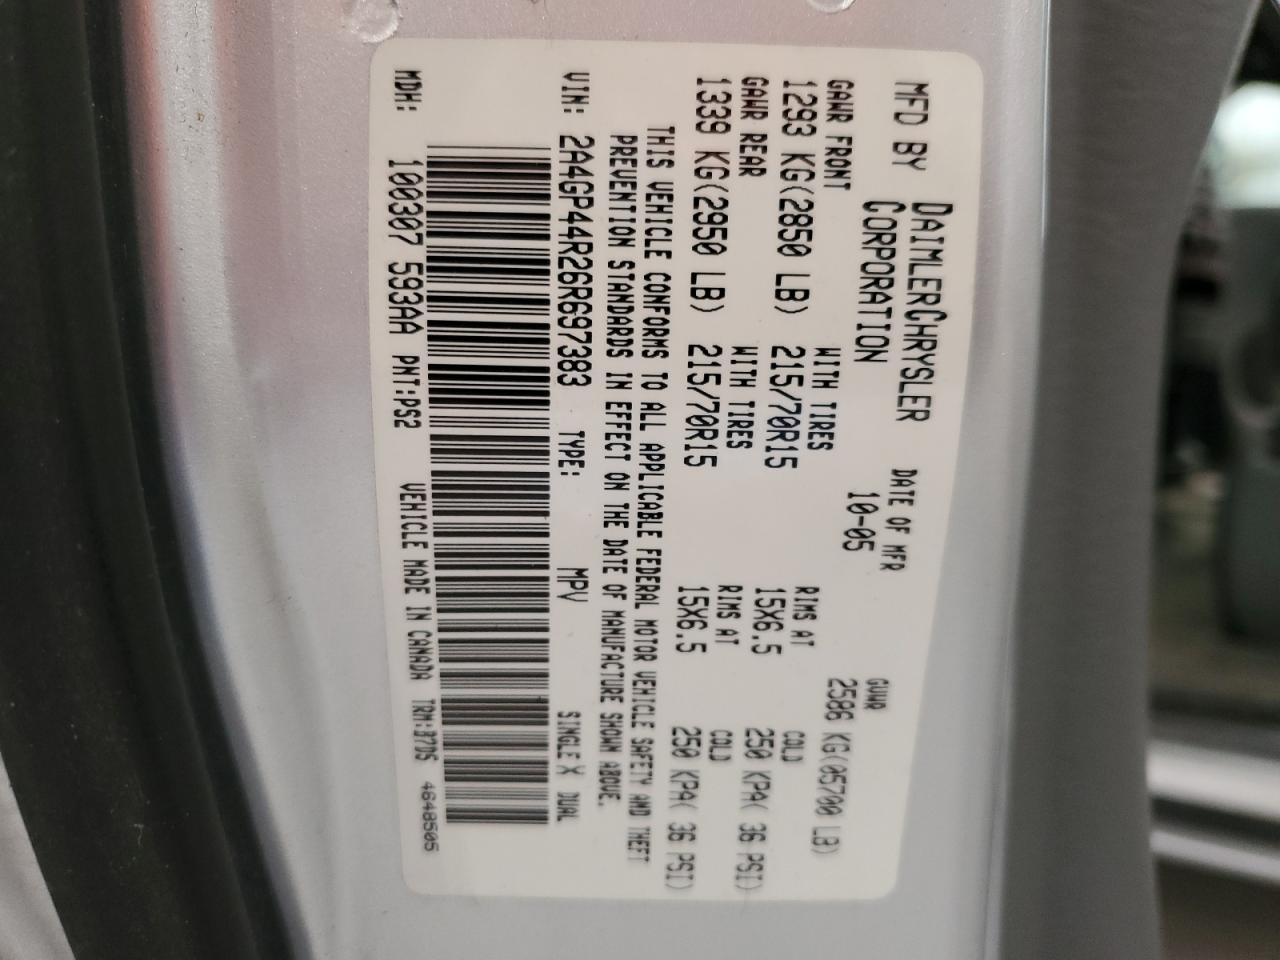 MFD BY DAIMLERCHRYSLER CORPORATION
DATE OF MFR 10-05
GVWR 2586 KG(05700 LB)
GAWR FRONT WITH TIRES RIMS AT COLD
1293 KG(2850 LB) 215/70R15 15X6.5 250 KPA( 36 PSI)
GAWR REAR WITH TIRES RIMS AT COLD
1339 KG(2950 LB) 215/70R15 15X6.5 250 KPA( 36 PSI)
THIS VEHICLE CONFORMS TO ALL APPLICABLE FEDERAL MOTOR VEHICLE SAFETY AND THEFT
PREVENTION STANDARDS IN EFFECT ON THE DATE OF MANUFACTURE SHOWN ABOVE.
VIN: 2A4GP44R26R697383 TYPE: MPV SINGLE X DUAL
MDH: 100307 593AA PNT:PS2 VEHICLE MADE IN CANADA TRM:B7D5 4648505